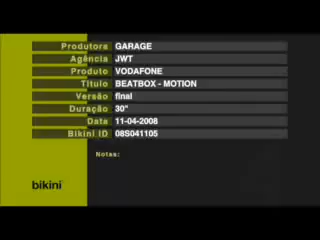 Produtora GARAGE
Agência JWT
Produto VODAFONE
Título BEATBOX - MOTION
Versão final
Duração 30"
Data 11-04-2008
Bikini ID 08S041105
Notas:
bikini